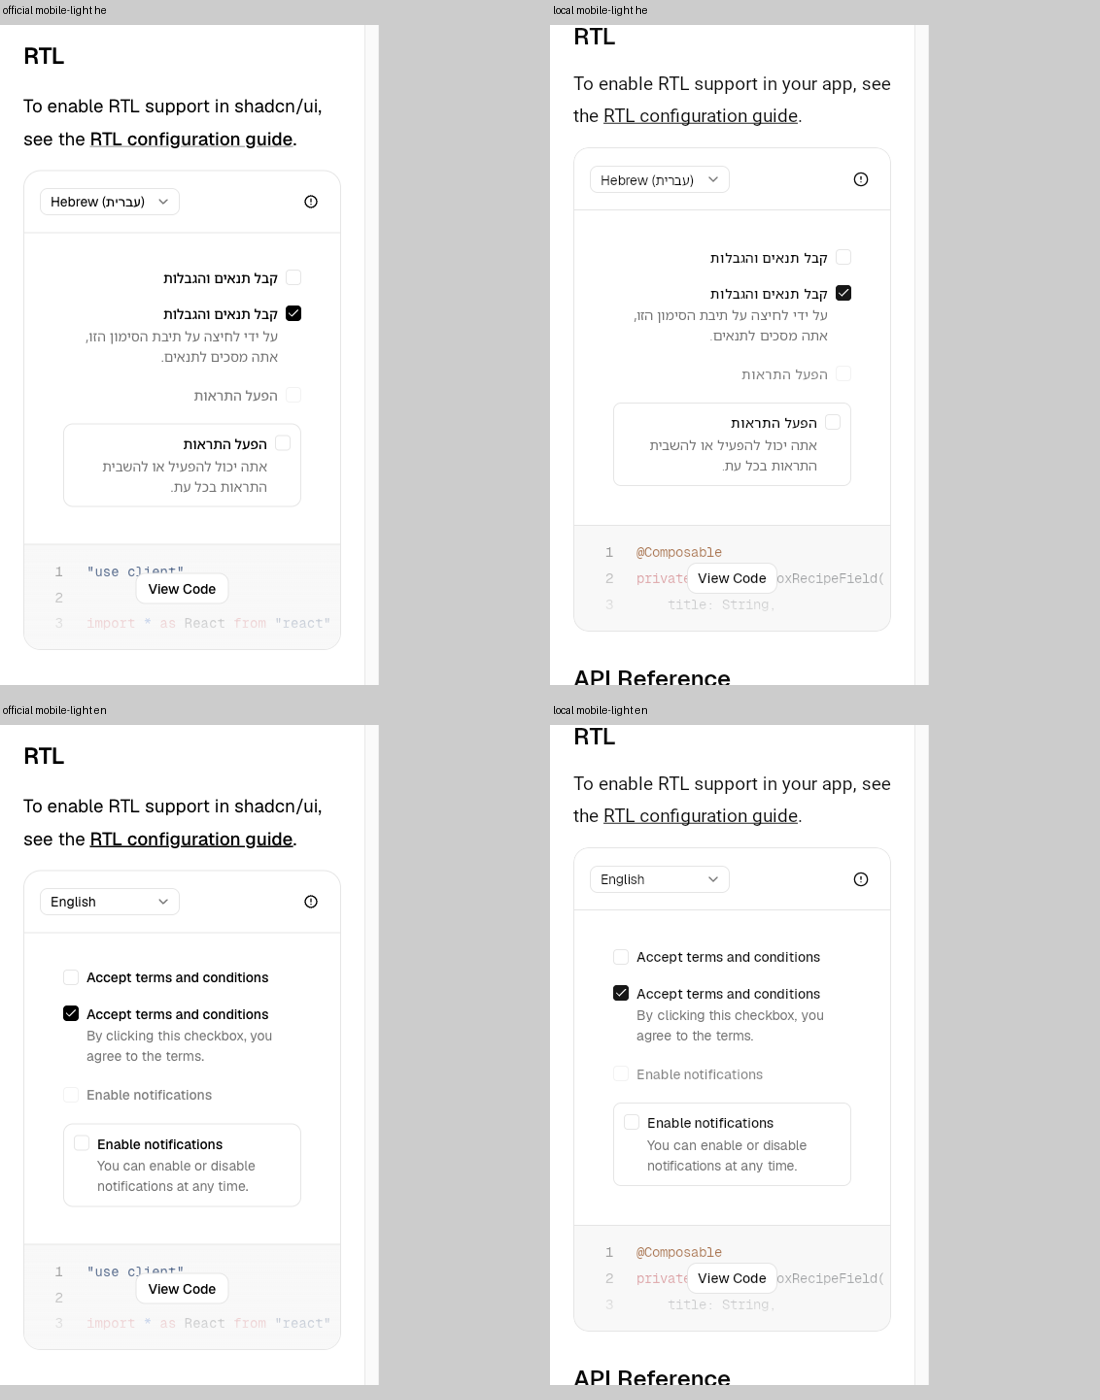 official mobile-light he
RTL
To enable RTL support in shadcn/ui,
see the RTL configuration guide.
Hebrew (עברית)
קבל תנאים והגבלות
קבל תנאים והגבלות
על ידי לחיצה על תיבת הסימון הזו,
אתה מסכים לתנאים.
הפעל התראות
הפעל התראות
אתה יכול להפעיל או להשבית
התראות בכל עת.
1 "use client"
View Code
2
3 import * as React from "react"
local mobile-light he
RTL
To enable RTL support in your app, see
the RTL configuration guide.
Hebrew (עברית)
קבל תנאים והגבלות
קבל תנאים והגבלות
על ידי לחיצה על תיבת הסימון הזו,
אתה מסכים לתנאים.
הפעל התראות
הפעל התראות
אתה יכול להפעיל או להשבית
התראות בכל עת.
1 @Composable
2 private View Code oxRecipeField(
3 title: String,
API Reference
official mobile-light en
RTL
To enable RTL support in shadcn/ui,
see the RTL configuration guide.
English
Accept terms and conditions
Accept terms and conditions
By clicking this checkbox, you
agree to the terms.
Enable notifications
Enable notifications
You can enable or disable
notifications at any time.
1 "use client"
View Code
2
3 import * as React from "react"
local mobile-light en
RTL
To enable RTL support in your app, see
the RTL configuration guide.
English
Accept terms and conditions
Accept terms and conditions
By clicking this checkbox, you
agree to the terms.
Enable notifications
Enable notifications
You can enable or disable
notifications at any time.
1 @Composable
2 private View Code oxRecipeField(
3 title: String,
API Reference